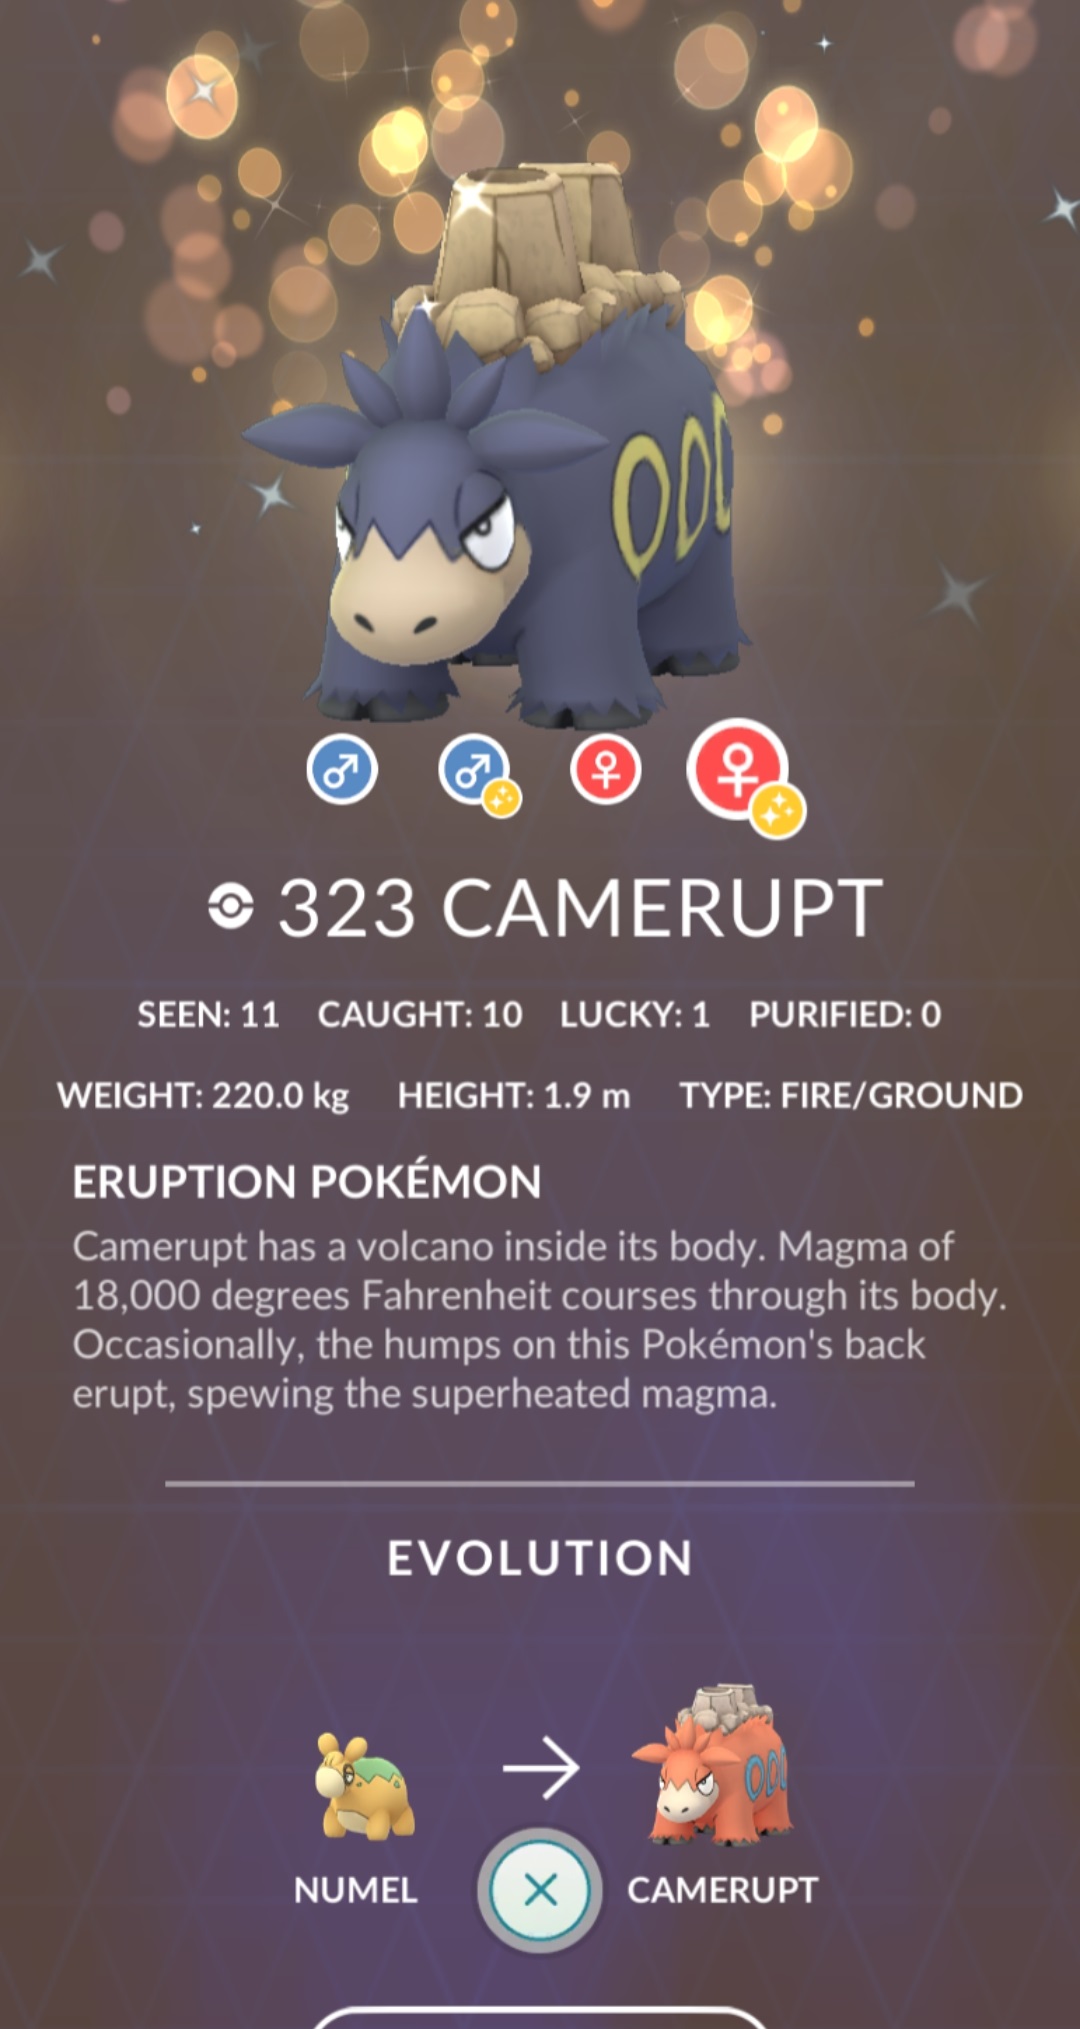 323 CAMERUPT
SEEN: 11 CAUGHT: 10 LUCKY: 1 PURIFIED: 0
WEIGHT: 220.0 kg HEIGHT: 1.9 m TYPE: FIRE/GROUND
ERUPTION POKÉMON
Camerupt has a volcano inside its body. Magma of
18,000 degrees Fahrenheit courses through its body.
Occasionally, the humps on this Pokémon's back
erupt, spewing the superheated magma.
EVOLUTION
NUMEL CAMERUPT